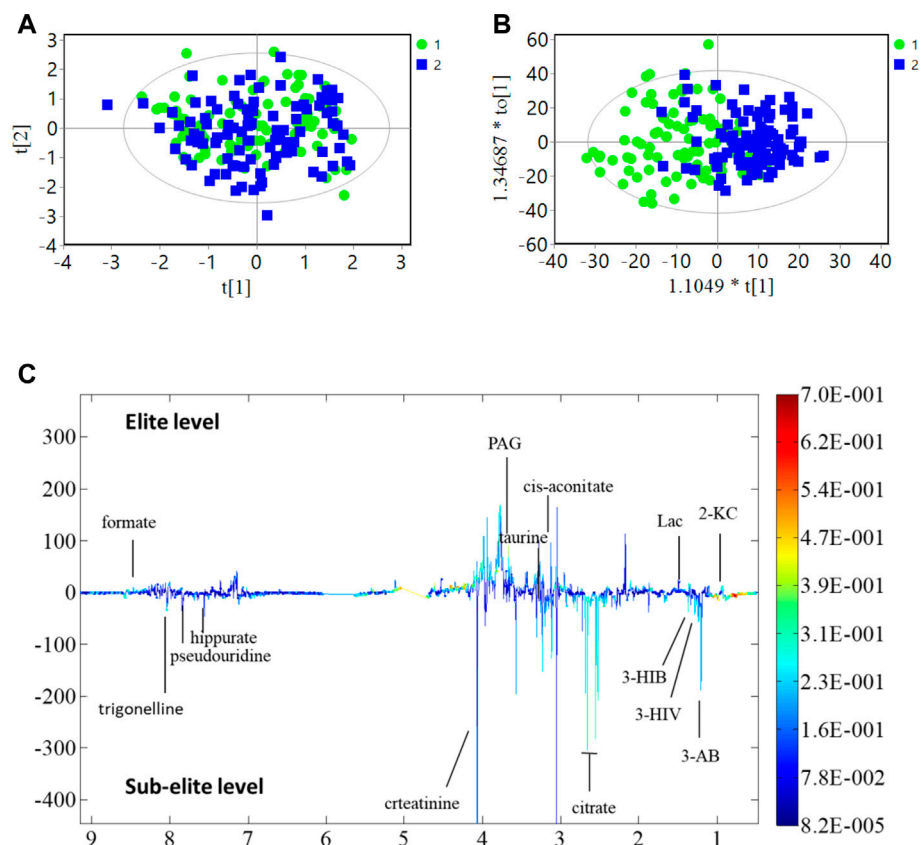 A
B
3
2
1
0
-1
-2
-3
-4
t[2]
-4
-3
-2
-1
0
1
2
3
t[1]
1
2
60
40
20
0
-20
-40
-60
1.34687 * to[1]
-40
-30
-20
-10
0
10
20
30
40
1.1049 * t[1]
1
2
C
Elite level
300
200
100
0
-100
-200
-300
-400
PAG
cis-aconitate
formate
taurine
Lac
2-KC
hippurate
pseudouridine
trigonelline
3-HIB
3-HIV
3-AB
Sub-elite level
crteatinine
citrate
9
8
7
6
5
4
3
2
1
7.0E-001
6.2E-001
5.4E-001
4.7E-001
3.9E-001
3.1E-001
2.3E-001
1.6E-001
7.8E-002
8.2E-005